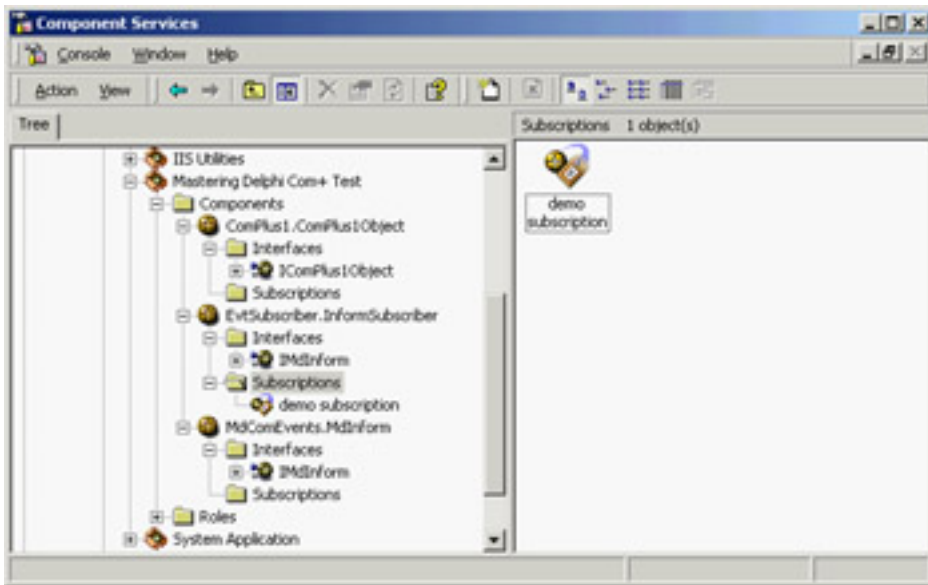 Component Services
Console Window Help
Action View
Tree
Subscriptions 1 object(s)
IIS Utilities
Mastering Delphi Com+ Test
Components
ComPlus1.ComPlus1Object
Interfaces
IComPlus1Object
Subscriptions
EvtSubscriber.InformSubscriber
Interfaces
IMdInform
Subscriptions
demo subscription
MdComEvents.MdInform
Interfaces
IMdInform
Subscriptions
Roles
System Application
demo
subscription